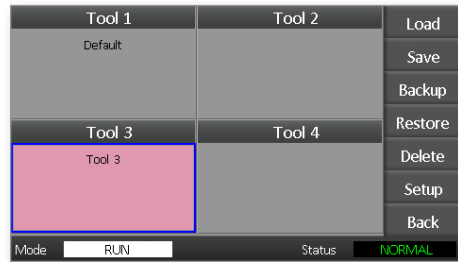 Tool 1
Default
Tool 2
Tool 3
Tool 3
Tool 4
Load
Save
Backup
Restore
Delete
Setup
Back
Mode RUN Status NORMAL